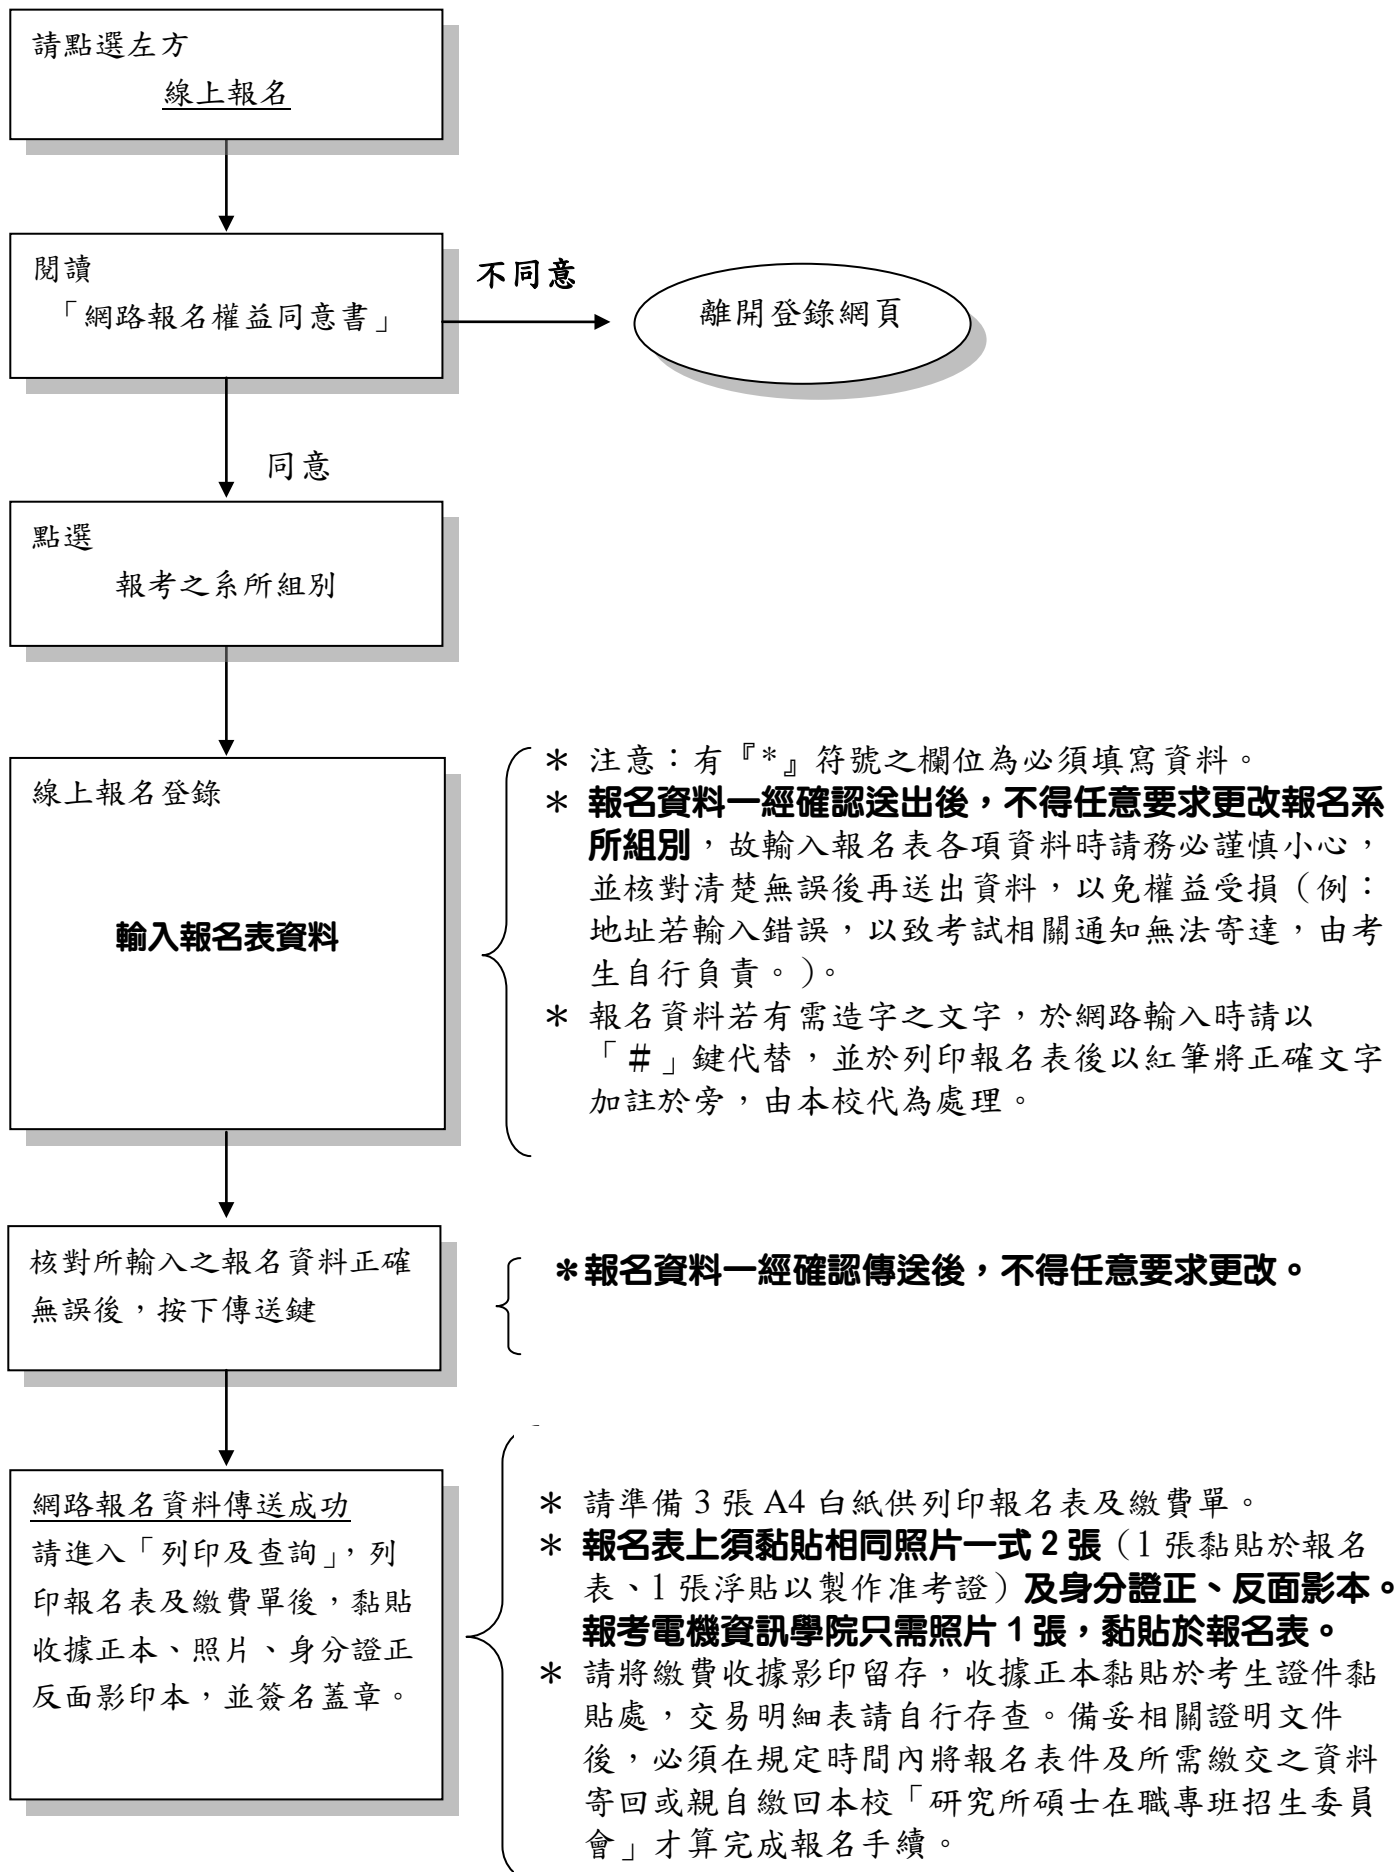 請點選左方
線上報名
閱讀
「網路報名權益同意書」
不同意
離開登錄網頁
同意
點選
報考之系所組別
線上報名登錄
輸入報名表資料
＊ 注意：有『*』符號之欄位為必須填寫資料。
＊ 報名資料一經確認送出後，不得任意要求更改報名系
所組別，故輸入報名表各項資料時請務必謹慎小心，
並核對清楚無誤後再送出資料，以免權益受損（例：
地址若輸入錯誤，以致考試相關通知無法寄達，由考
生自行負責。）。
＊ 報名資料若有需造字之文字，於網路輸入時請以
「＃」鍵代替，並於列印報名表後以紅筆將正確文字
加註於旁，由本校代為處理。
核對所輸入之報名資料正確
無誤後，按下傳送鍵
＊報名資料一經確認傳送後，不得任意要求更改。
網路報名資料傳送成功
請進入「列印及查詢」，列
印報名表及繳費單後，黏貼
收據正本、照片、身分證正
反面影印本，並簽名蓋章。
＊ 請準備 3 張 A4 白紙供列印報名表及繳費單。
＊ 報名表上須黏貼相同照片一式 2 張（1 張黏貼於報名
表、1 張浮貼以製作准考證）及身分證正、反面影本。
報考電機資訊學院只需照片 1 張，黏貼於報名表。
＊ 請將繳費收據影印留存，收據正本黏貼於考生證件黏
貼處，交易明細表請自行存查。備妥相關證明文件
後，必須在規定時間內將報名表件及所需繳交之資料
寄回或親自繳回本校「研究所碩士在職專班招生委員
會」才算完成報名手續。